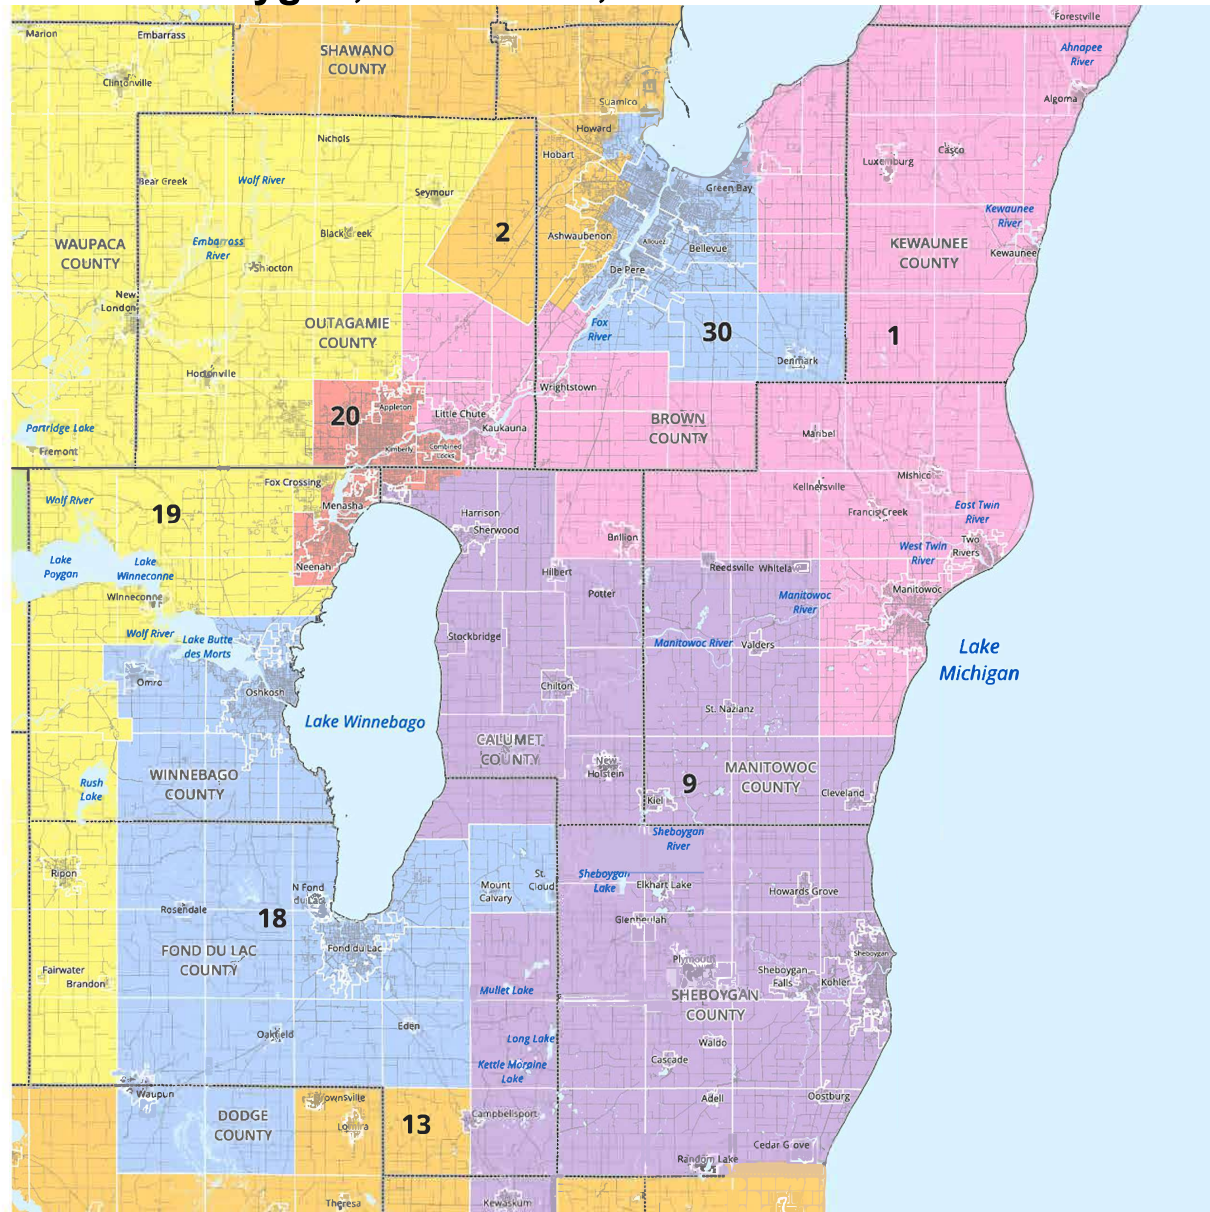 Forestville
Marion
Embarrass
SHAWANO
COUNTY
Ahnapee
River
Clintonville
Algoma
Suamico
Howard
Nichols
Hobart
Casco
Luxemburg
Bear Creek
Wolf River
Seymour
Green Bay
Kewaunee
River
2
Black Creek
Ashwaubenon
Allouez
Bellevue
WAUPACA
COUNTY
Embarrass
River
KEWAUNEE
COUNTY
Kewaunee
Shiocton
De Pere
New
London
OUTAGAMIE
COUNTY
Fox
River
30
1
Denmark
Hortonville
Wrightstown
20
Appleton
Little Chute
Kaukauna
BROWN
COUNTY
Partridge Lake
Maribel
Fremont
Kimberly
Combined
Locks
Fox Crossing
Mishicot
Kellnersville
Wolf River
19
Menasha
Harrison
Sherwood
Francis Creek
East Twin
River
Brillion
Two
Rivers
West Twin
River
Lake
Poygan
Lake
Winneconne
Neenah
Hilbert
Reedsville
Whitela
Potter
Manitowoc
Winneconne
Manitowoc
River
Wolf River
Lake Butte
des Morts
Stockbridge
Manitowoc River
Valders
Lake
Michigan
Omro
Oshkosh
Chilton
St. Nazianz
Lake Winnebago
CALUMET
COUNTY
New
Holstein
WINNEBAGO
COUNTY
MANITOWOC
COUNTY
9
Rush
Lake
Kiel
Cleveland
Sheboygan
River
Ripon
St.
Cloud
Sheboygan
Lake
Elkhart Lake
Mount
Calvary
Howards Grove
N Fond
du Lac
Rosendale
18
Glenbeulah
FOND DU LAC
COUNTY
Fond du Lac
Plymouth
Sheboygan
Fairwater
Brandon
Sheboygan
Falls
Kohler
Mullet Lake
SHEBOYGAN
COUNTY
Oakfield
Eden
Long Lake
Waldo
Kettle Moraine
Lake
Cascade
Waupun
Adell
Oostburg
ownsville
DODGE
COUNTY
Lomira
13
Campbellsport
Cedar G ove
Random Lake
Theresa
Kewaskum